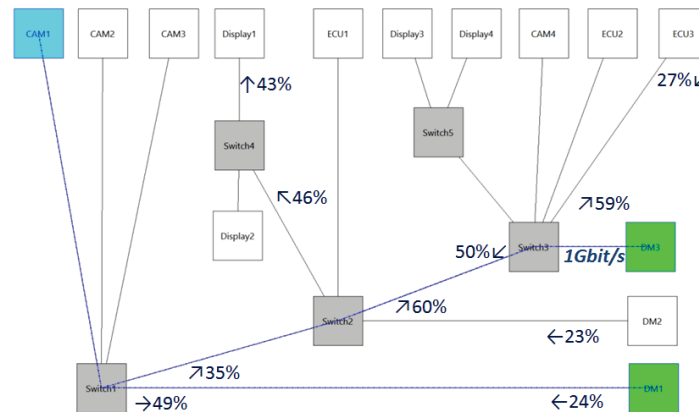 CAM1 CAM2 CAM3 Display1 ECU1 Display3 Display4 CAM4 ECU2 ECU3
↑43% 27%↙
Switch4 Switch5
↖46% ↗59%
Display2 50%↙ Switch3 1Gbit/s DM3
↗60%
Switch2 ←23% DM2
↗35%
Switch1 →49% ←24% DM1